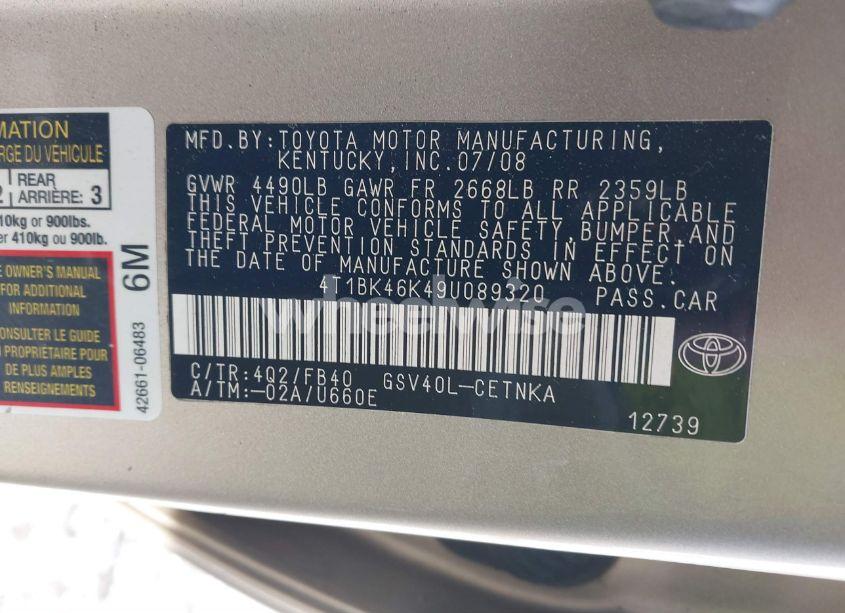 MATION
RGE DU VÉHICULE
2 REAR ARRIÈRE: 3
10kg or 900lbs.
er 410kg ou 900lb.
E OWNER'S MANUAL
FOR ADDITIONAL
INFORMATION
ONSULTER LE GUIDE
U PROPRIÉTAIRE POUR
DE PLUS AMPLES
RENSEIGNEMENTS
42661-06483 6M
MFD.BY:TOYOTA MOTOR MANUFACTURING,
KENTUCKY,INC.07/08
GVWR 4490LB GAWR FR 2668LB RR 2359LB
THIS VEHICLE CONFORMS TO ALL APPLICABLE
FEDERAL MOTOR VEHICLE SAFETY,BUMPER,AND
THEFT PREVENTION STANDARDS IN EFFECT ON
THE DATE OF MANUFACTURE SHOWN ABOVE.
4T1BK46K49U089320 PASS.CAR
wheelwise
C/TR:4Q2/FB40 GSV40L-CETNKA
A/TM:-02A/U660E
12739